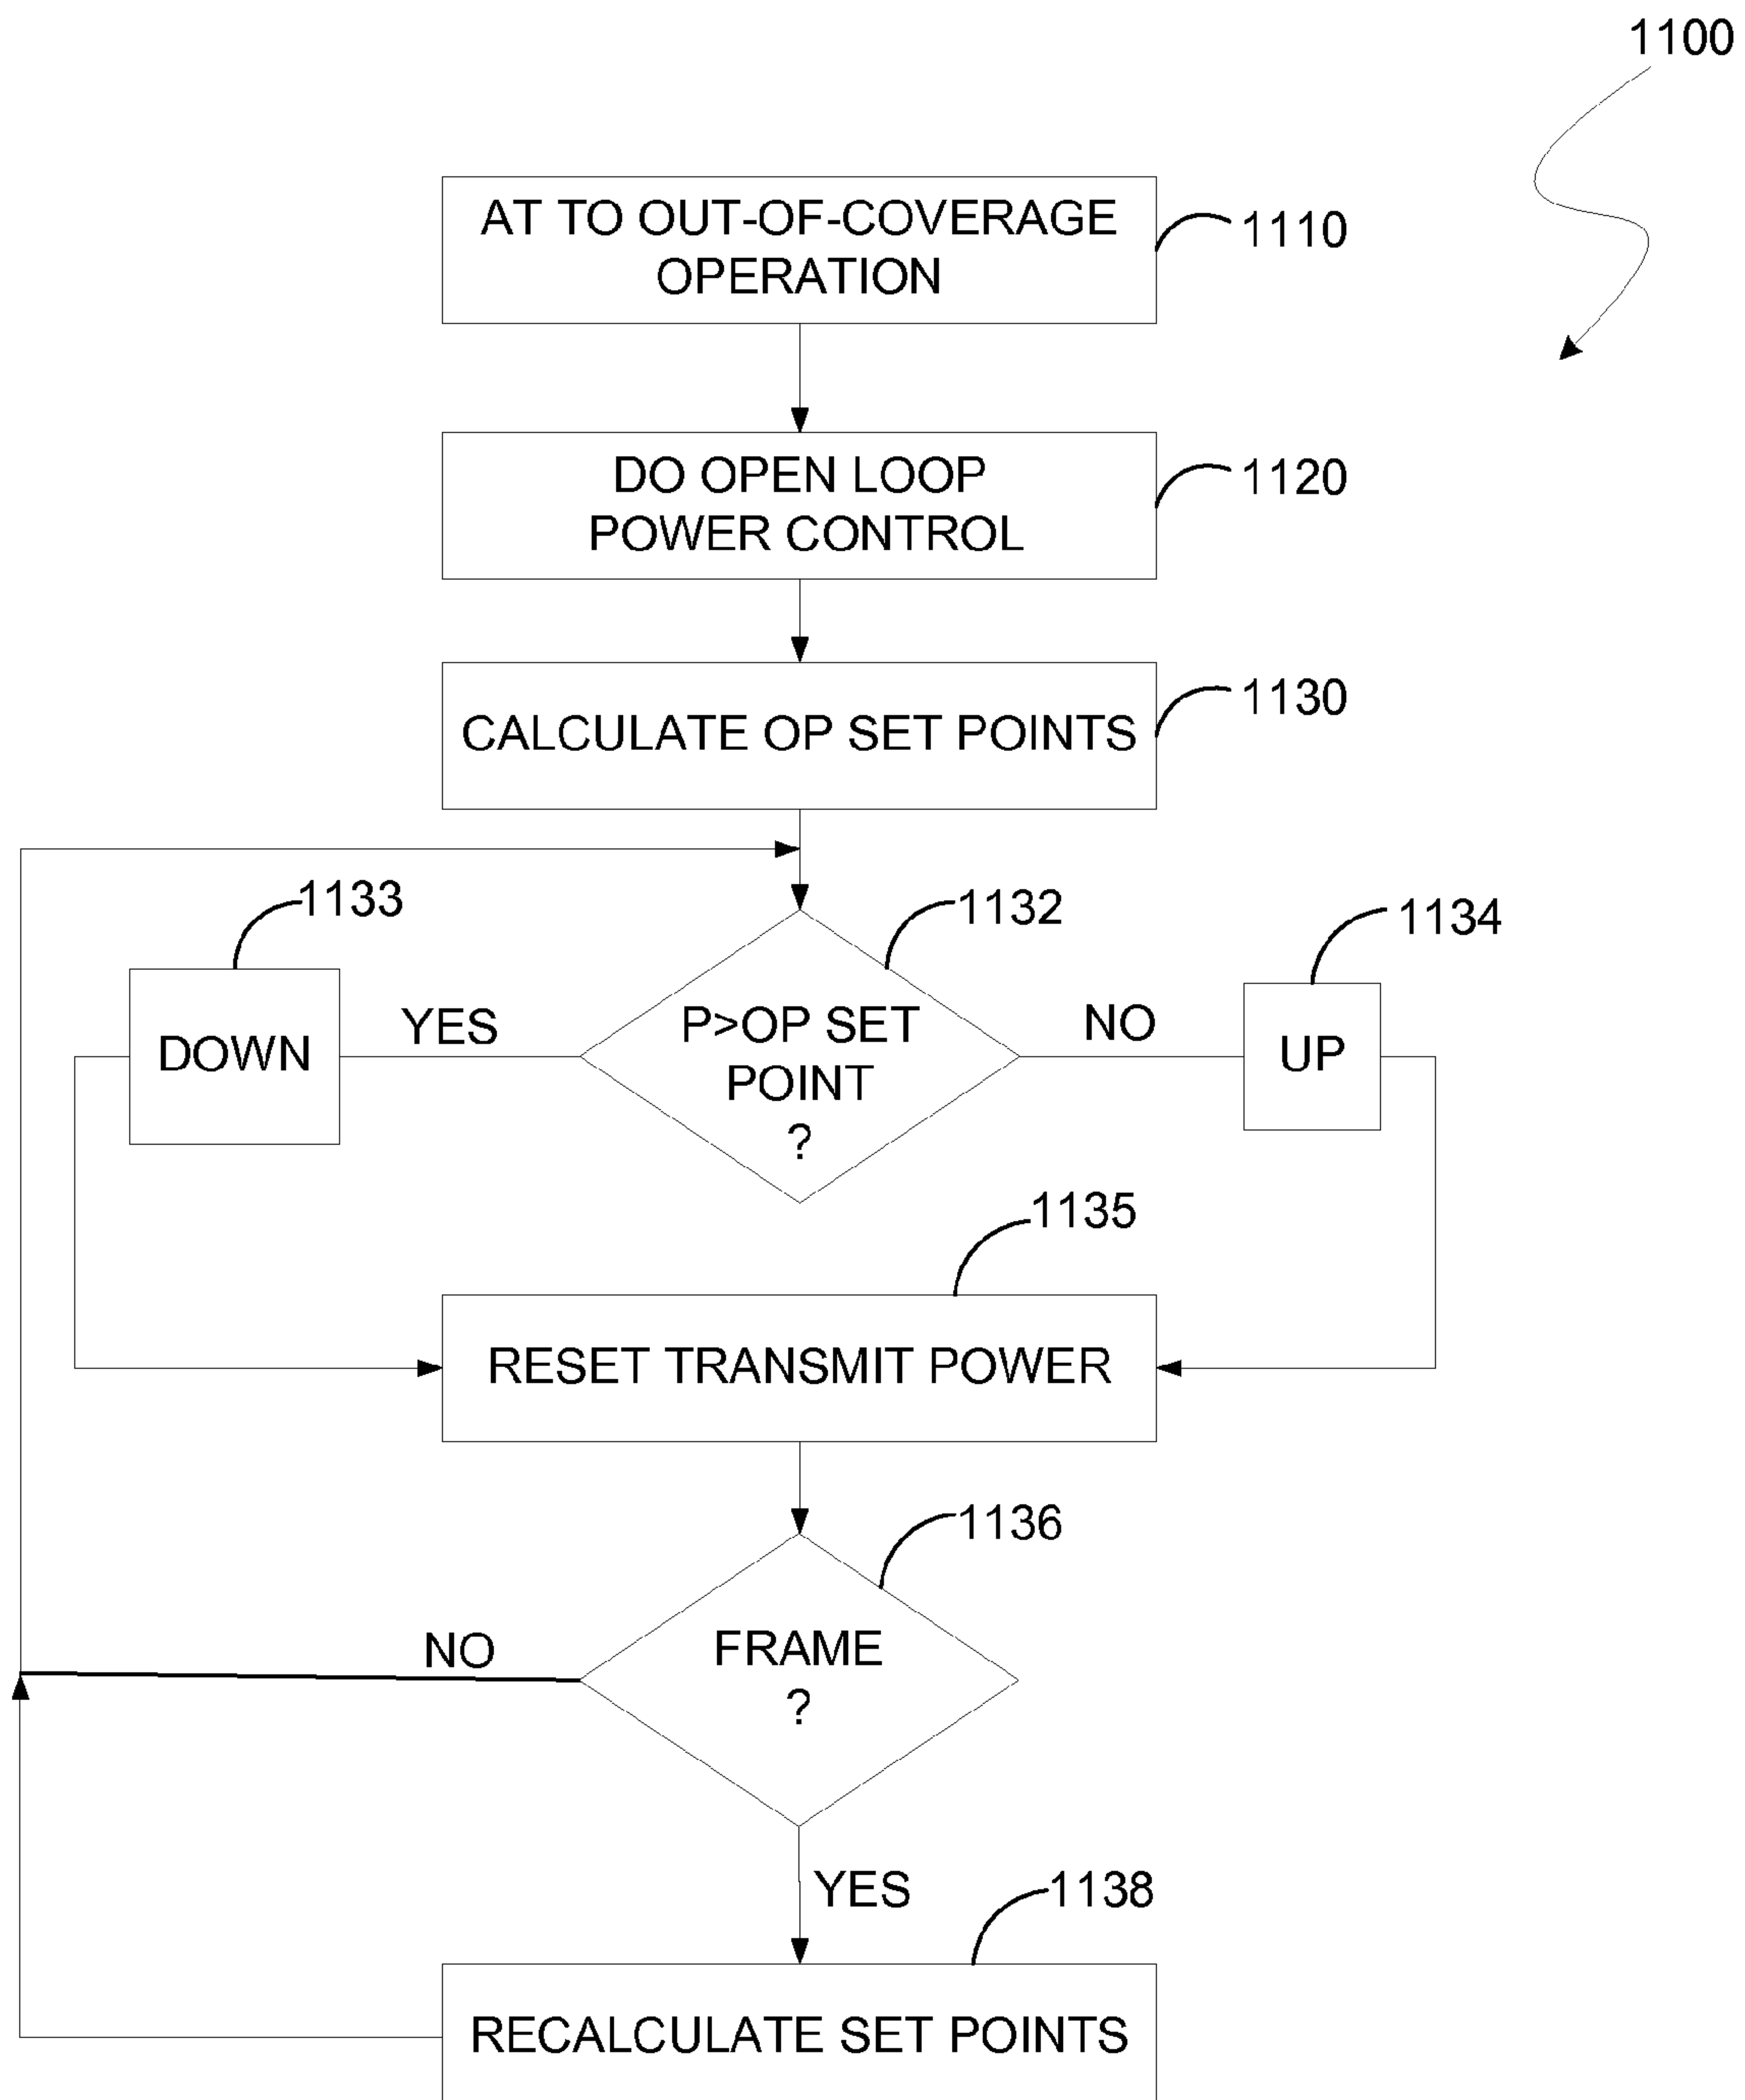 1100
AT TO OUT-OF-COVERAGE
OPERATION
1110
DO OPEN LOOP
POWER CONTROL
1120
CALCULATE OP SET POINTS
1130
1133
1132
1134
DOWN
YES
P>OP SET
POINT
?
NO
UP
1135
RESET TRANSMIT POWER
1136
NO
FRAME
?
YES
1138
RECALCULATE SET POINTS